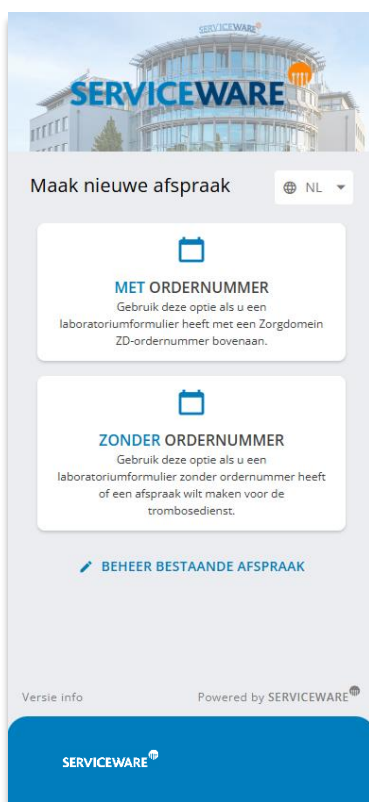 SERVICEWARE
SERVICEWARE
Maak nieuwe afspraak
NL
MET ORDERNUMMER
Gebruik deze optie als u een
laboratoriumformulier heeft met een Zorgdomein
ZD-ordernummer bovenaan.
ZONDER ORDERNUMMER
Gebruik deze optie als u een
laboratoriumformulier zonder ordernummer heeft
of een afspraak wilt maken voor de
trombosedienst.
BEHEER BESTAANDE AFSPRAAK
Versie info
Powered by SERVICEWARE
SERVICEWARE